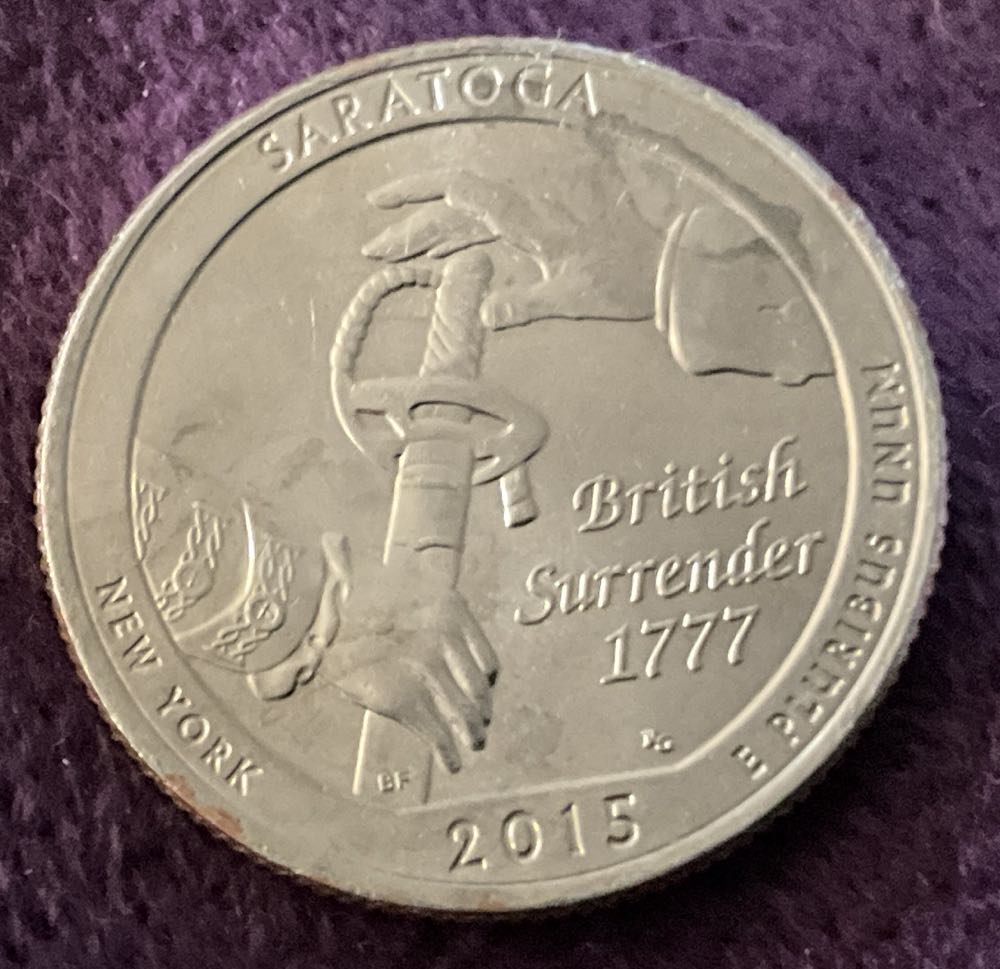 SARATOGA
British
Surrender
1777
BF
NEW YORK
2015
E PLURIBUS UNUM